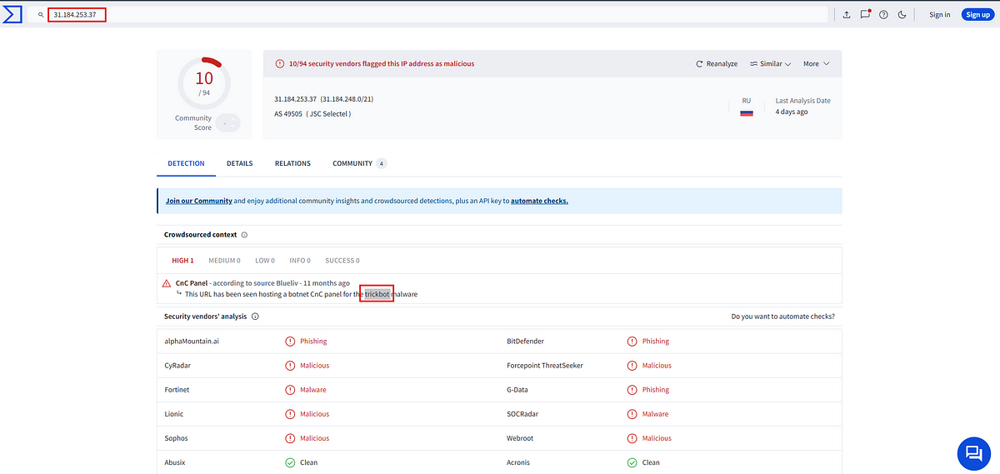 31.184.253.37
Sign in
Sign up
10
/ 94
Community
Score
10/94 security vendors flagged this IP address as malicious
Reanalyze
Similar
More
31.184.253.37 (31.184.248.0/21)
AS 49505 ( JSC Selectel )
RU
Last Analysis Date
4 days ago
DETECTION
DETAILS
RELATIONS
COMMUNITY 4
Join our Community and enjoy additional community insights and crowdsourced detections, plus an API key to automate checks.
Crowdsourced context
HIGH 1
MEDIUM 0
LOW 0
INFO 0
SUCCESS 0
CnC Panel - according to source Blueliv - 11 months ago
This URL has been seen hosting a botnet CnC panel for the trickbot malware
Security vendors' analysis
Do you want to automate checks?
alphaMountain.ai Phishing BitDefender Phishing
CyRadar Malicious Forcepoint ThreatSeeker Malicious
Fortinet Malware G-Data Phishing
Lionic Malicious SOCRadar Malware
Sophos Malicious Webroot Malicious
Abusix Clean Acronis Clean